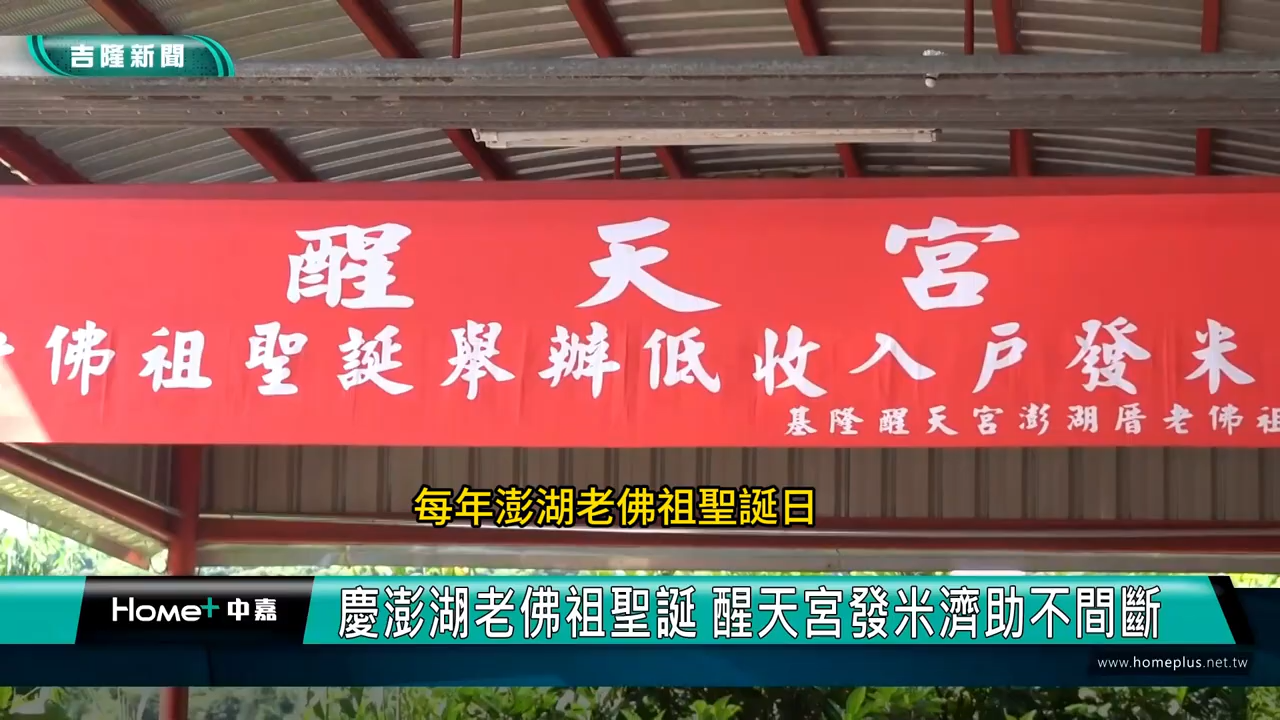 吉隆新聞
醒天宮
佛祖聖誕舉辦低收入戶發米
基隆醒天宮澎湖厝老佛祖
每年澎湖老佛祖聖誕日
Home+中嘉
慶澎湖老佛祖聖誕 醒天宮發米濟助不間斷
www.homeplus.net.tw